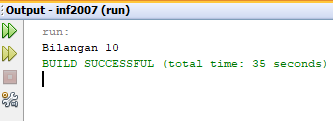 Output - inf2007 (run)
run:
Bilangan 10
BUILD SUCCESSFUL (total time: 35 seconds)